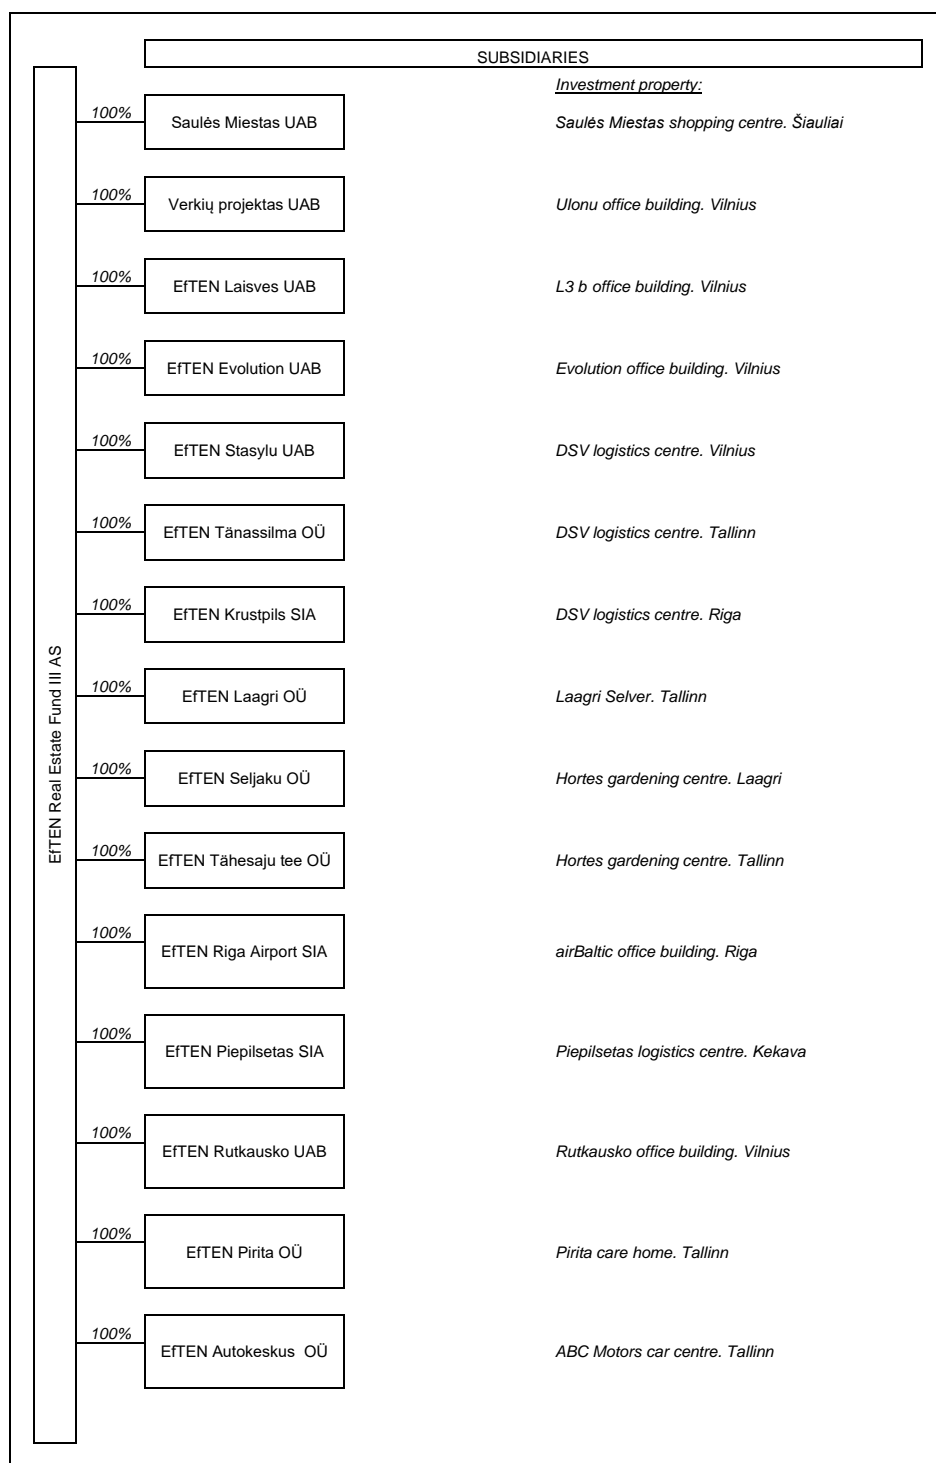 SUBSIDIARIES
Investment property:
EfTEN Real Estate Fund III AS
100%
Saulės Miestas UAB
Saulės Miestas shopping centre. Šiauliai
100%
Verkių projektas UAB
Ulonu office building. Vilnius
100%
EfTEN Laisves UAB
L3 b office building. Vilnius
100%
EfTEN Evolution UAB
Evolution office building. Vilnius
100%
EfTEN Stasylu UAB
DSV logistics centre. Vilnius
100%
EfTEN Tänassilma OÜ
DSV logistics centre. Tallinn
100%
EfTEN Krustpils SIA
DSV logistics centre. Riga
100%
EfTEN Laagri OÜ
Laagri Selver. Tallinn
100%
EfTEN Seljaku OÜ
Hortes gardening centre. Laagri
100%
EfTEN Tähesaju tee OÜ
Hortes gardening centre. Tallinn
100%
EfTEN Riga Airport SIA
airBaltic office building. Riga
100%
EfTEN Piepilsetas SIA
Piepilsetas logistics centre. Kekava
100%
EfTEN Rutkausko UAB
Rutkausko office building. Vilnius
100%
EfTEN Pirita OÜ
Pirita care home. Tallinn
100%
EfTEN Autokeskus OÜ
ABC Motors car centre. Tallinn